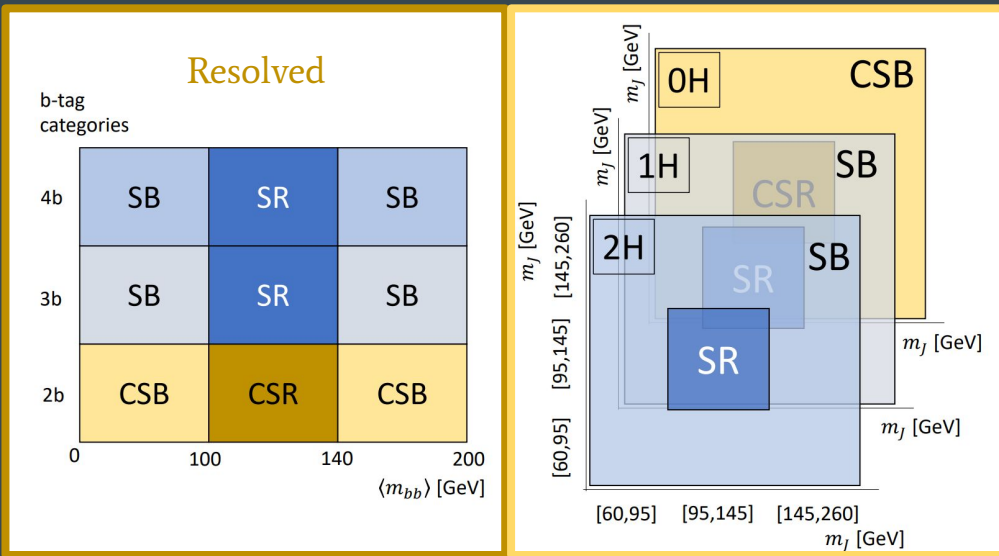 Resolved
b-tag
categories
4b
SB
SR
SB
3b
SB
SR
SB
2b
CSB
CSR
CSB
0
100
140
200
⟨m_bb⟩ [GeV]
m_J [GeV]
0H
CSB
m_J [GeV]
1H
SB
CSR
m_J [GeV]
2H
SB
SR
SR
[145,260]
[95,145]
[60,95]
m_J [GeV]
m_J [GeV]
[60,95]
[95,145]
[145,260]
m_J [GeV]